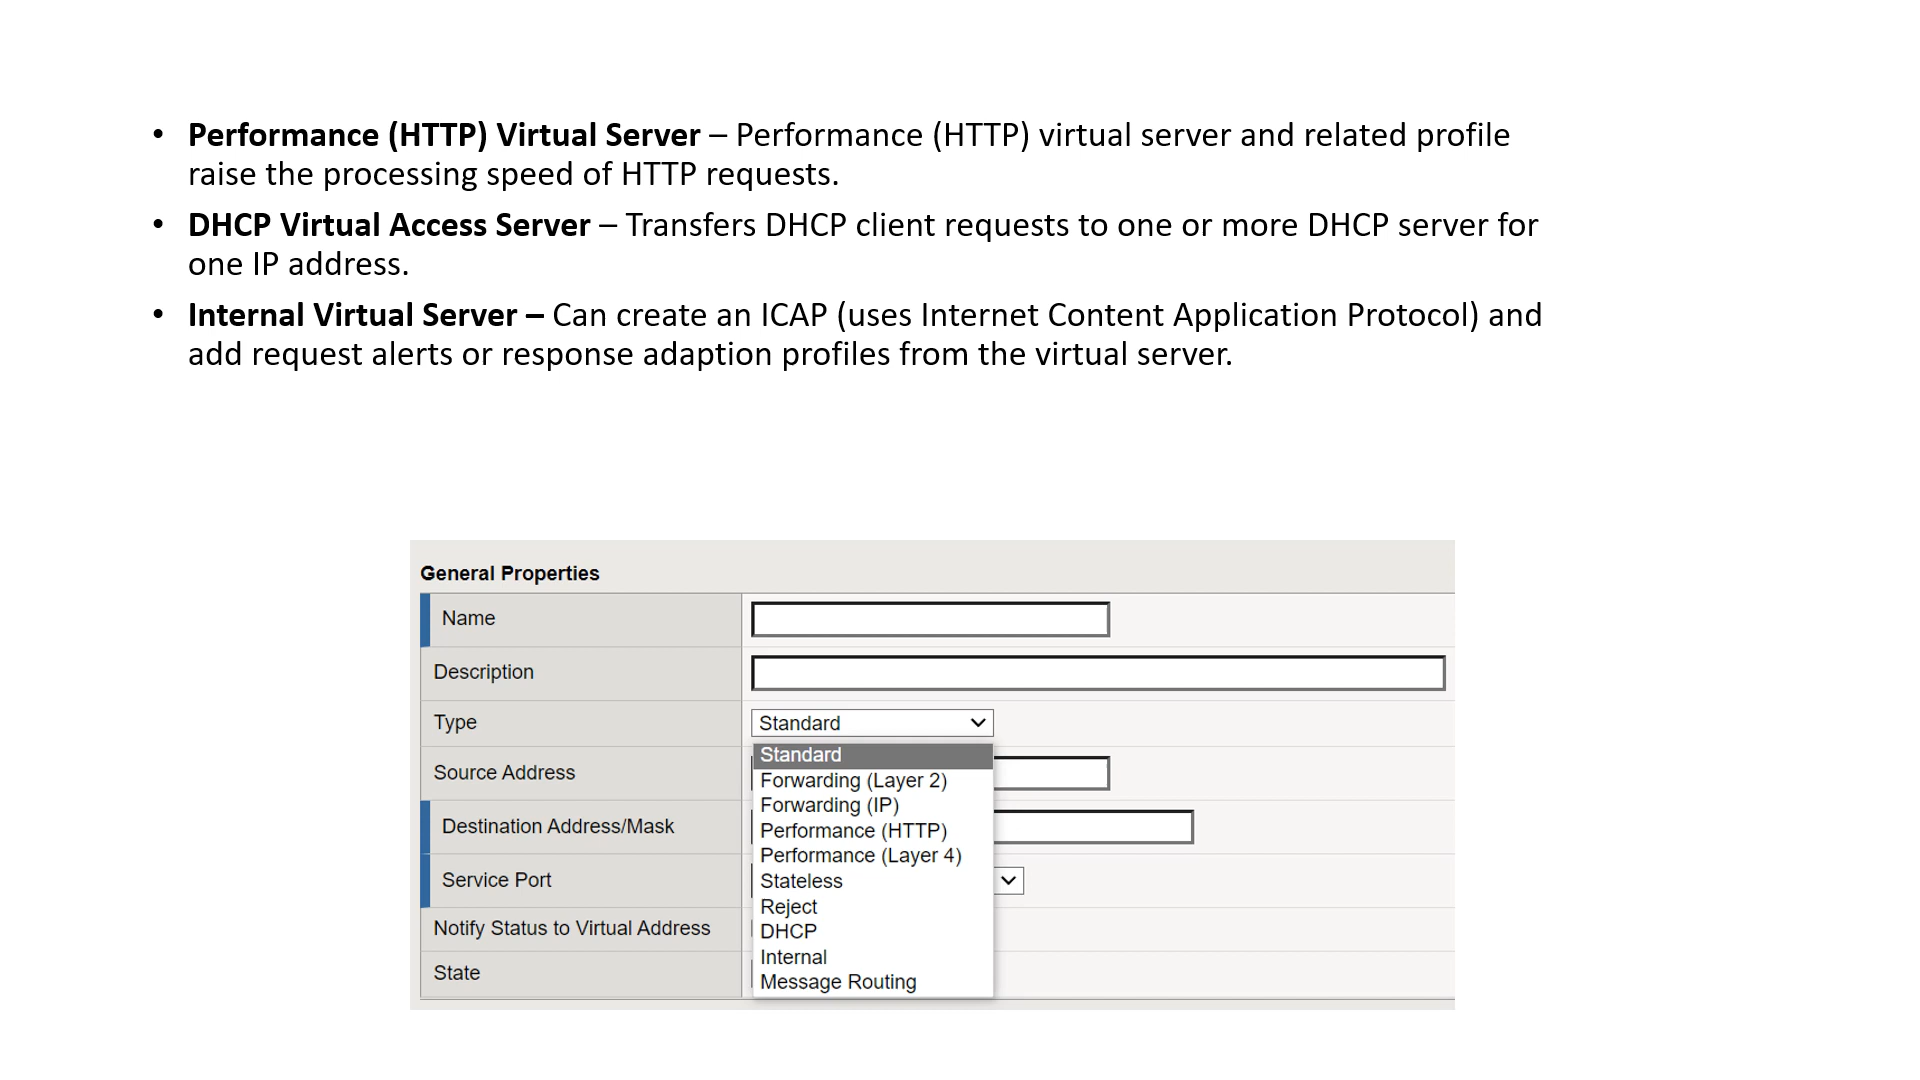 • Performance (HTTP) Virtual Server – Performance (HTTP) virtual server and related profile
raise the processing speed of HTTP requests.
• DHCP Virtual Access Server – Transfers DHCP client requests to one or more DHCP server for
one IP address.
• Internal Virtual Server – Can create an ICAP (uses Internet Content Application Protocol) and
add request alerts or response adaption profiles from the virtual server.
General Properties
Name
Description
Type
Standard
Standard
Source Address
Forwarding (Layer 2)
Forwarding (IP)
Destination Address/Mask
Performance (HTTP)
Performance (Layer 4)
Service Port
Stateless
Reject
Notify Status to Virtual Address
DHCP
Internal
State
Message Routing